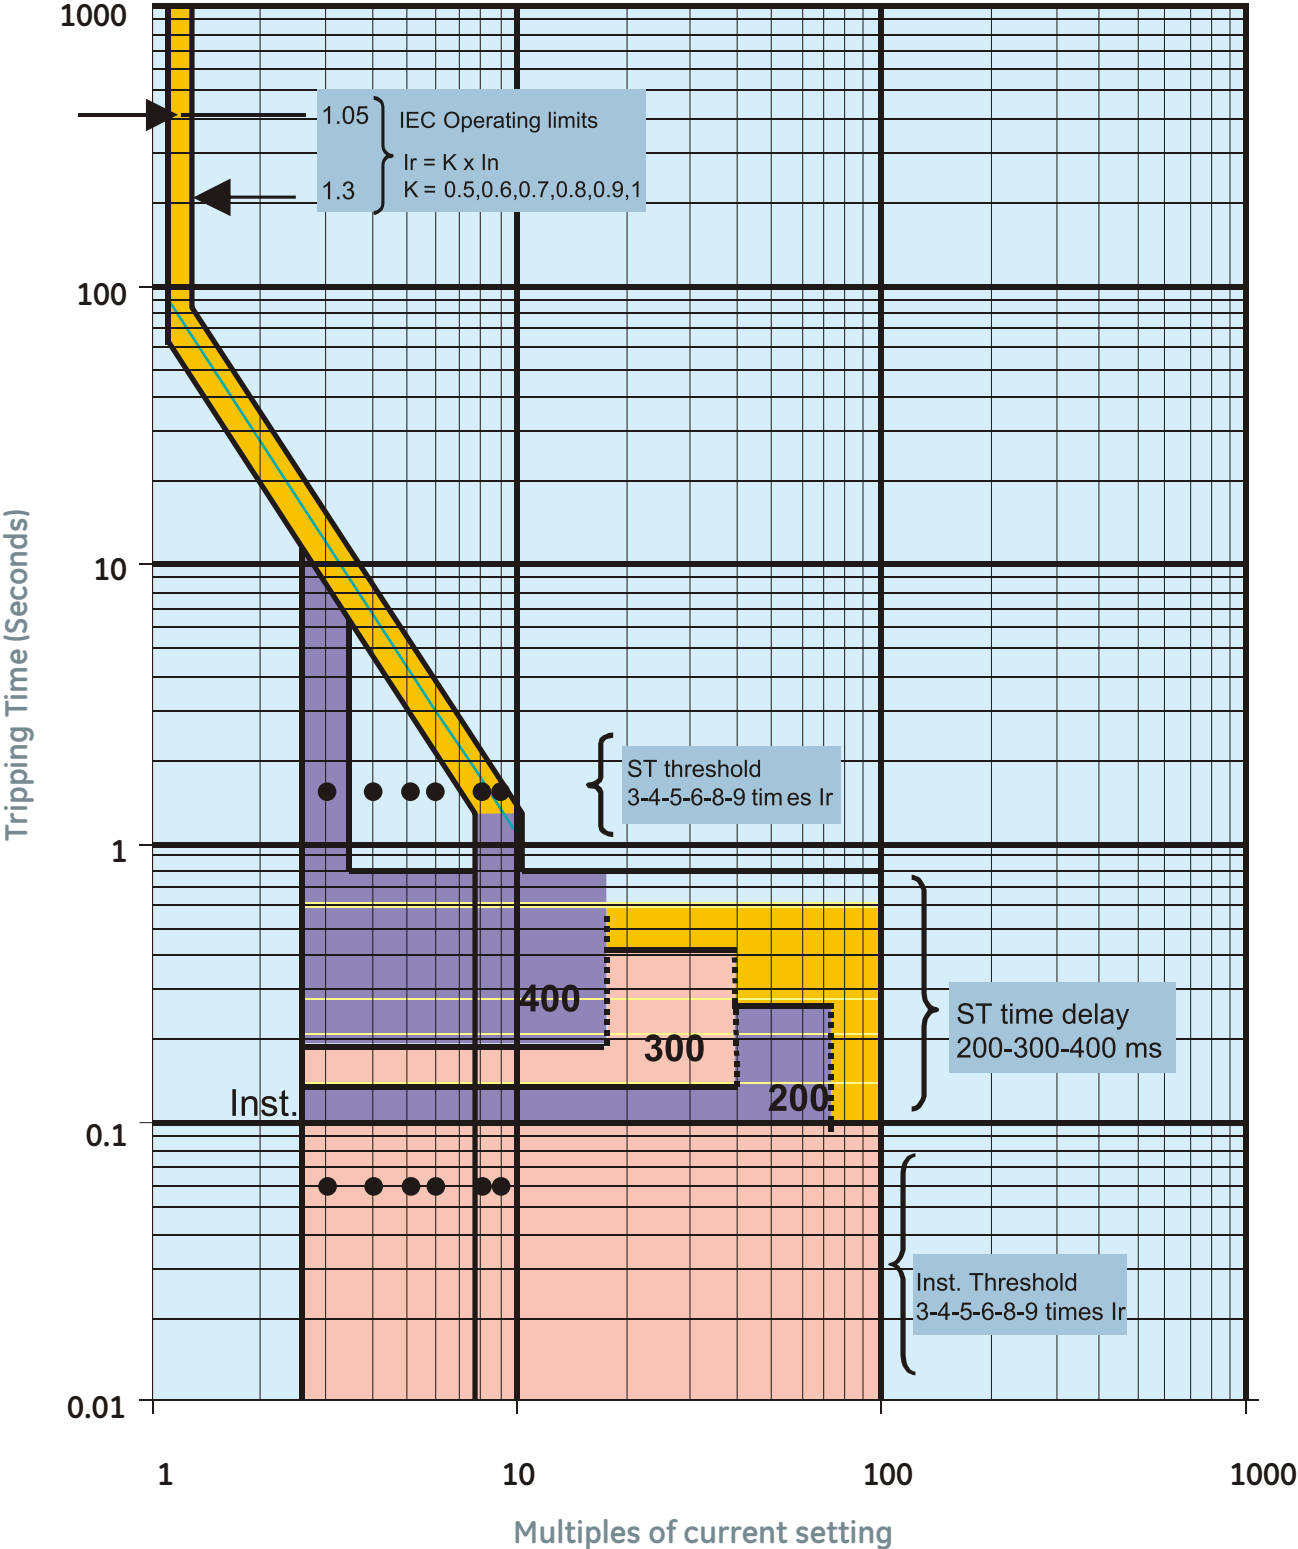 1000
1.05
IEC Operating limits
Ir = K x In
1.3
K = 0.5,0.6,0.7,0.8,0.9,1
100
10
Tripping Time (Seconds)
ST threshold
3-4-5-6-8-9 times Ir
1
400
ST time delay
200-300-400 ms
300
200
Inst.
0.1
Inst. Threshold
3-4-5-6-8-9 times Ir
0.01
1
10
100
1000
Multiples of current setting